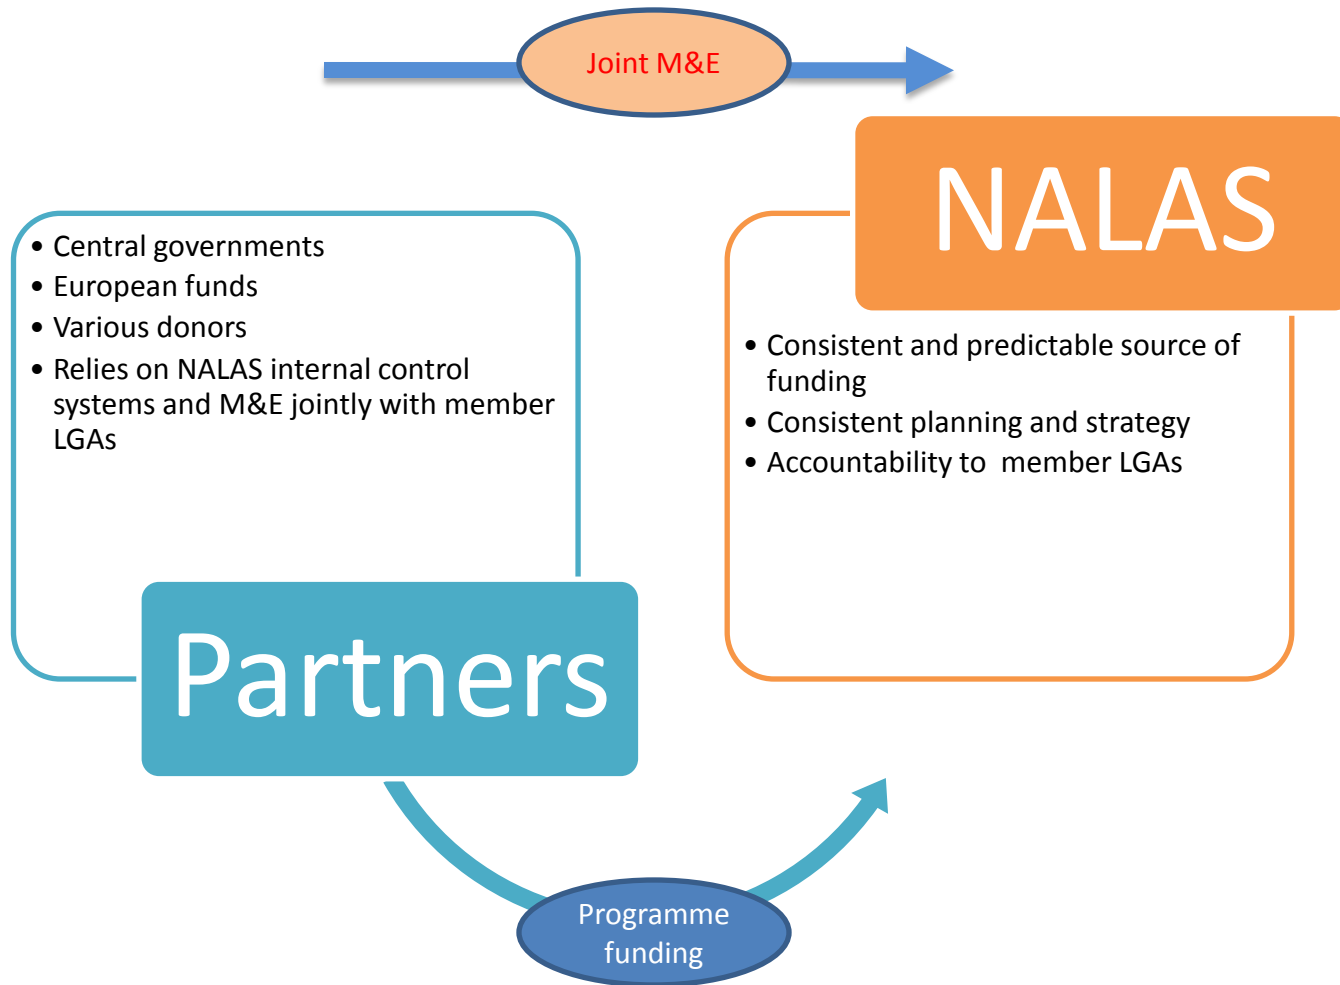 Joint M&E
NALAS
• Central governments
• European funds
• Various donors
• Relies on NALAS internal control
systems and M&E jointly with member
LGAs
• Consistent and predictable source of
funding
• Consistent planning and strategy
• Accountability to  member LGAs
Partners
Programme
funding